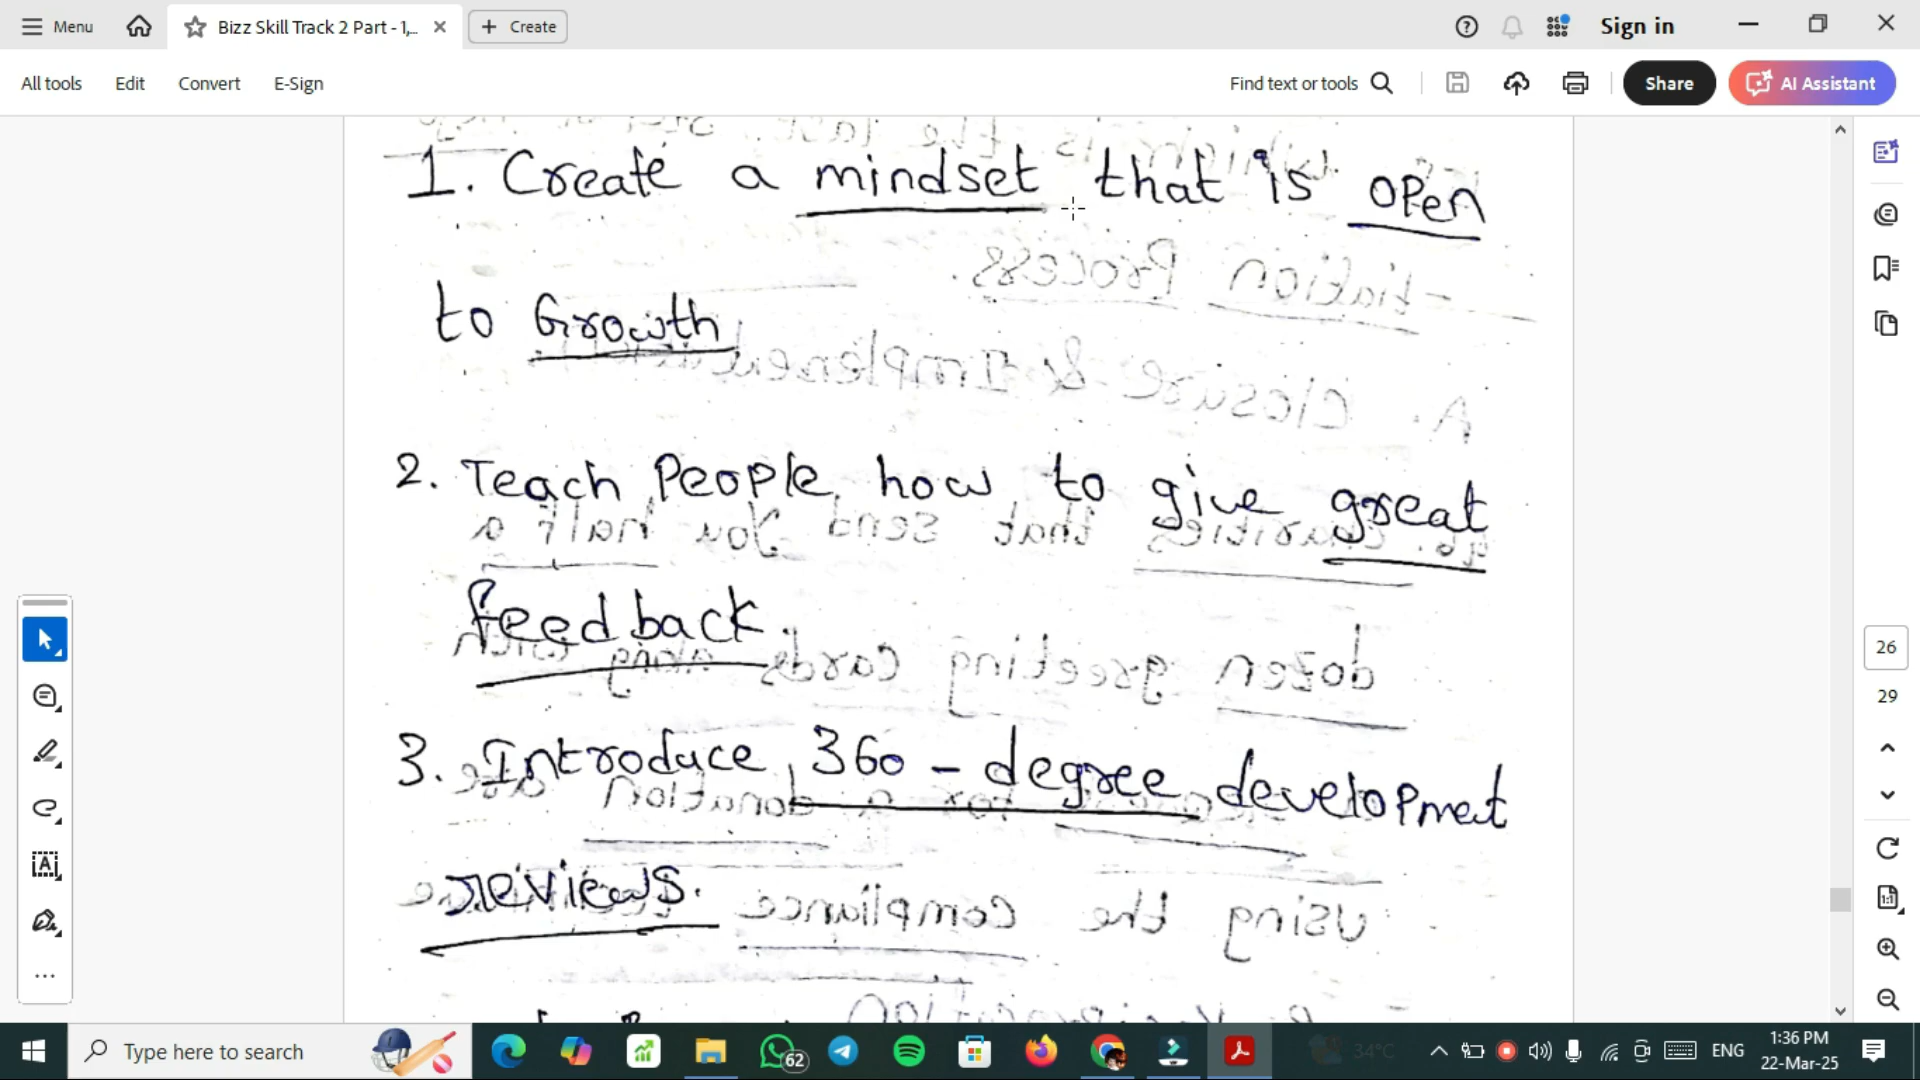 Menu
Bizz Skill Track 2 Part - 1,...
Create
Sign in
All tools
Edit
Convert
E-Sign
Find text or tools
Share
AI Assistant
1. Create a mindset that is open
to Growth
2. Teach People how to give great
feedback.
3. Introduce 360 - degree development
reviews.
26
29
Type here to search
62
34°C
ENG
1:36 PM
22-Mar-25